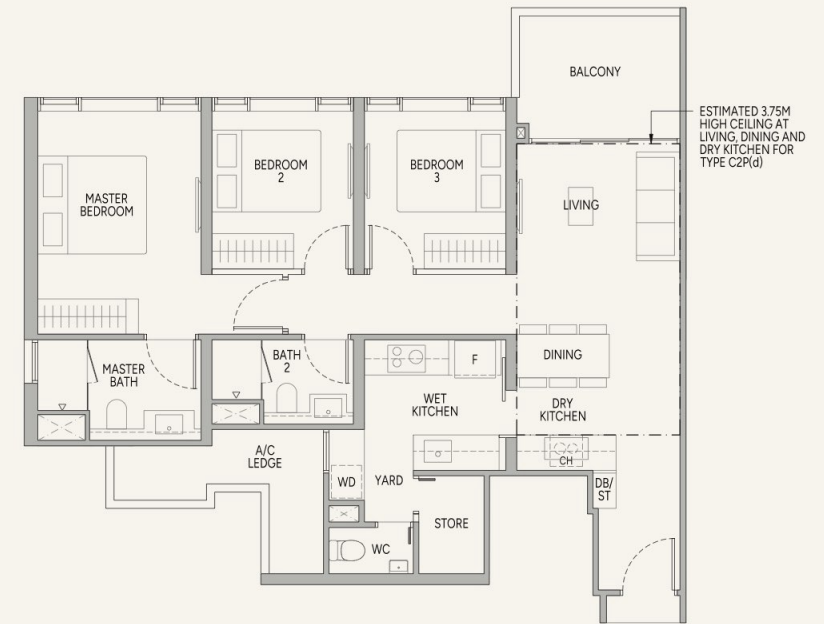 BALCONY
ESTIMATED 3.75M
HIGH CEILING AT
LIVING, DINING AND
DRY KITCHEN FOR
TYPE C2P(d)
MASTER
BEDROOM
BEDROOM
2
BEDROOM
3
LIVING
MASTER
BATH
BATH
2
F
DINING
WET
KITCHEN
DRY
KITCHEN
A/C
LEDGE
CH
WD
YARD
DB/
ST
STORE
WC